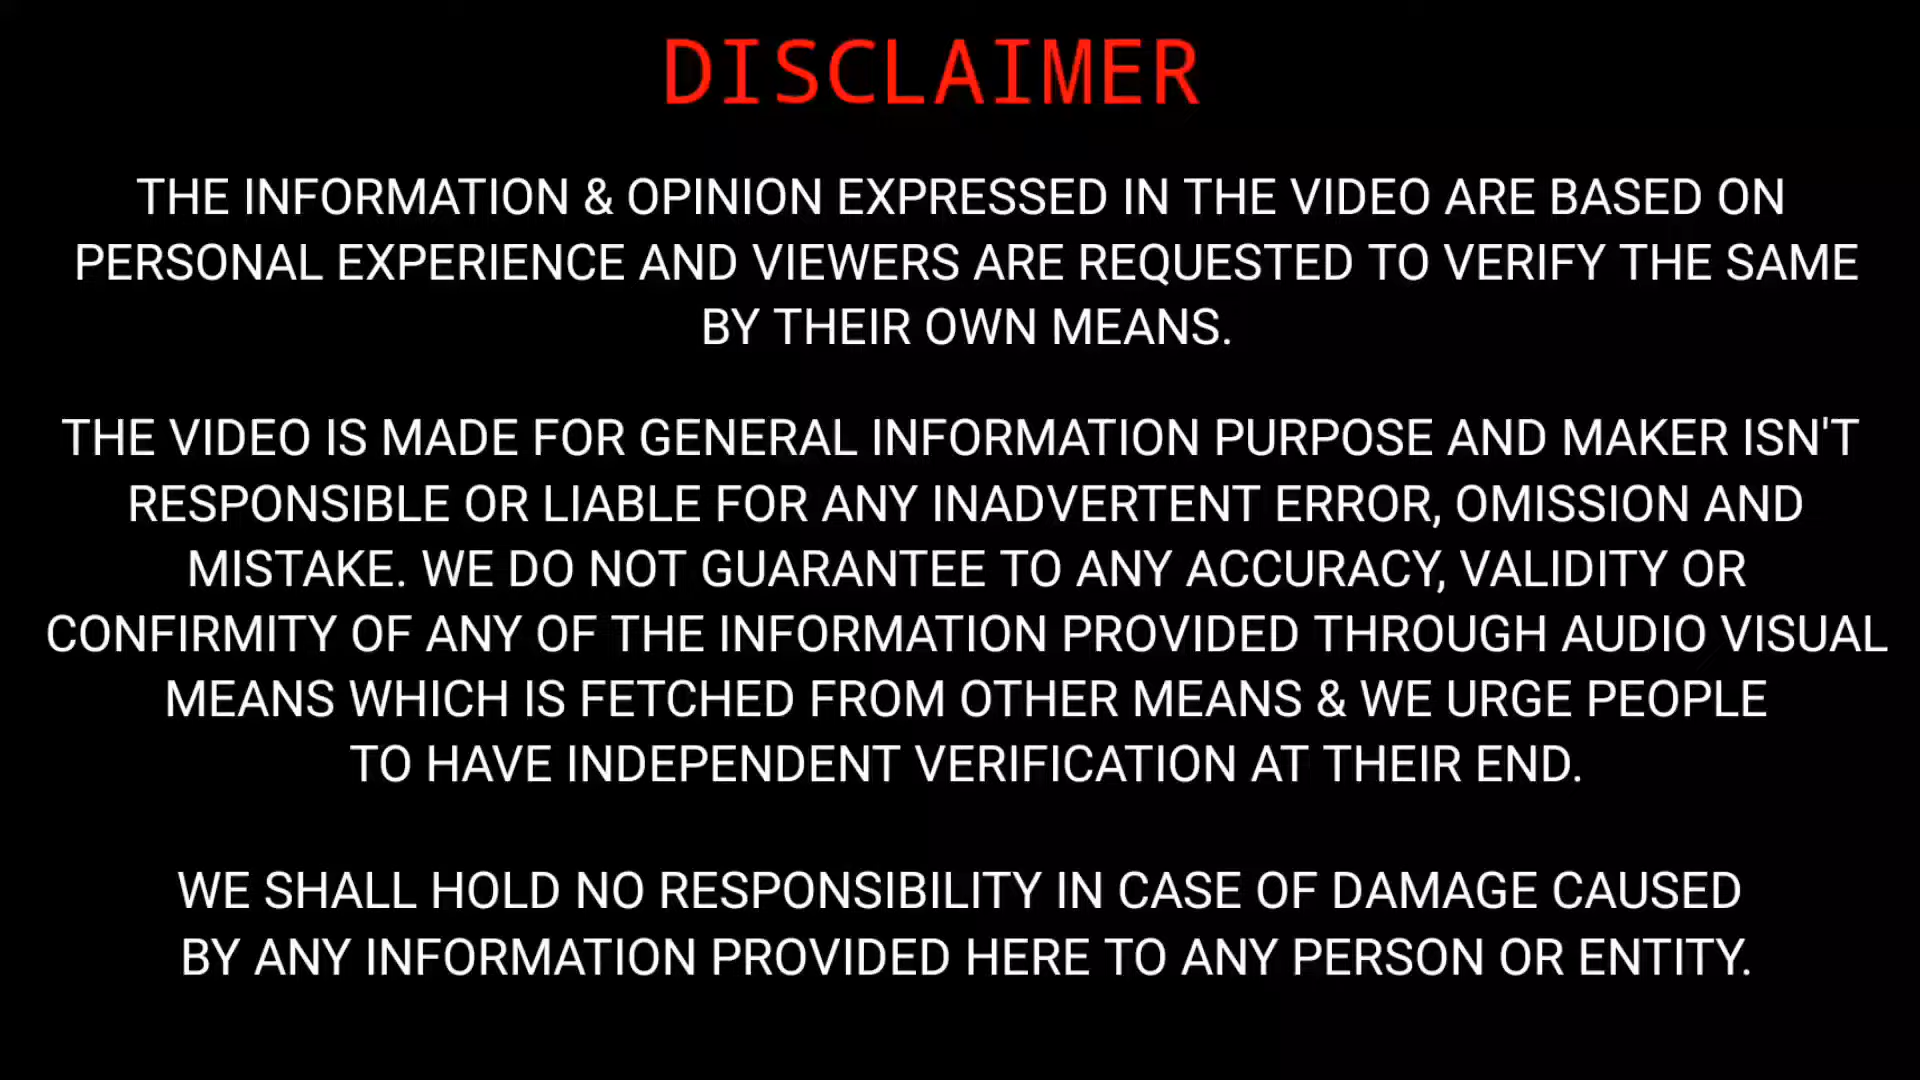 DISCLAIMER
THE INFORMATION & OPINION EXPRESSED IN THE VIDEO ARE BASED ON
PERSONAL EXPERIENCE AND VIEWERS ARE REQUESTED TO VERIFY THE SAME
BY THEIR OWN MEANS.
THE VIDEO IS MADE FOR GENERAL INFORMATION PURPOSE AND MAKER ISN'T
RESPONSIBLE OR LIABLE FOR ANY INADVERTENT ERROR, OMISSION AND
MISTAKE. WE DO NOT GUARANTEE TO ANY ACCURACY, VALIDITY OR
CONFIRMITY OF ANY OF THE INFORMATION PROVIDED THROUGH AUDIO VISUAL
MEANS WHICH IS FETCHED FROM OTHER MEANS & WE URGE PEOPLE
TO HAVE INDEPENDENT VERIFICATION AT THEIR END.
WE SHALL HOLD NO RESPONSIBILITY IN CASE OF DAMAGE CAUSED
BY ANY INFORMATION PROVIDED HERE TO ANY PERSON OR ENTITY.